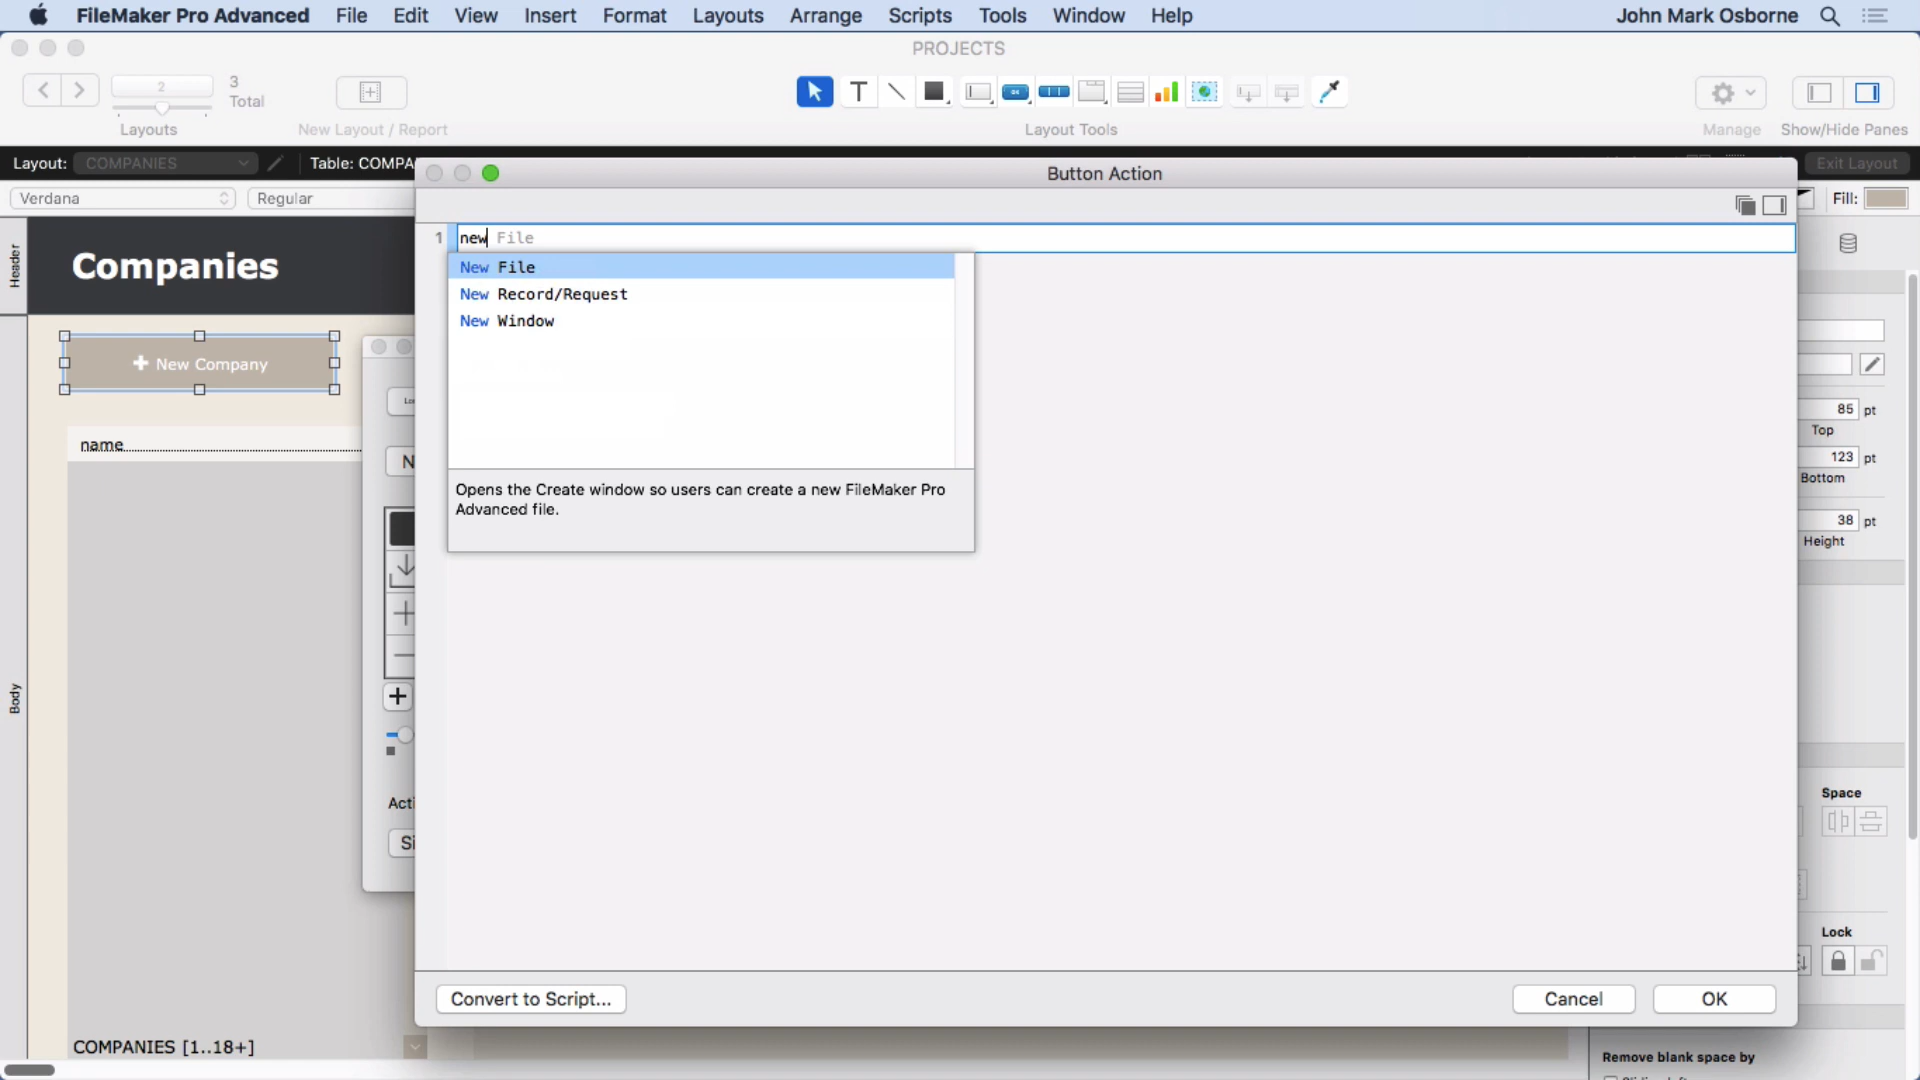 FileMaker Pro Advanced File Edit View Insert Format Layouts Arrange Scripts Tools Window Help John Mark Osborne
PROJECTS
2
3
Total
Layouts
New Layout / Report
Layout Tools
Manage
Show/Hide Panes
Layout: COMPANIES Table: COMPA
Exit Layout
Verdana
Regular
Fill:
Button Action
1 new File
New File
New Record/Request
New Window
Opens the Create window so users can create a new FileMaker Pro
Advanced file.
Header
Companies
New Company
name
Body
COMPANIES [1..18+]
Acti
Si
85 pt
Top
123 pt
Bottom
38 pt
Height
Space
Lock
Remove blank space by
Convert to Script...
Cancel
OK